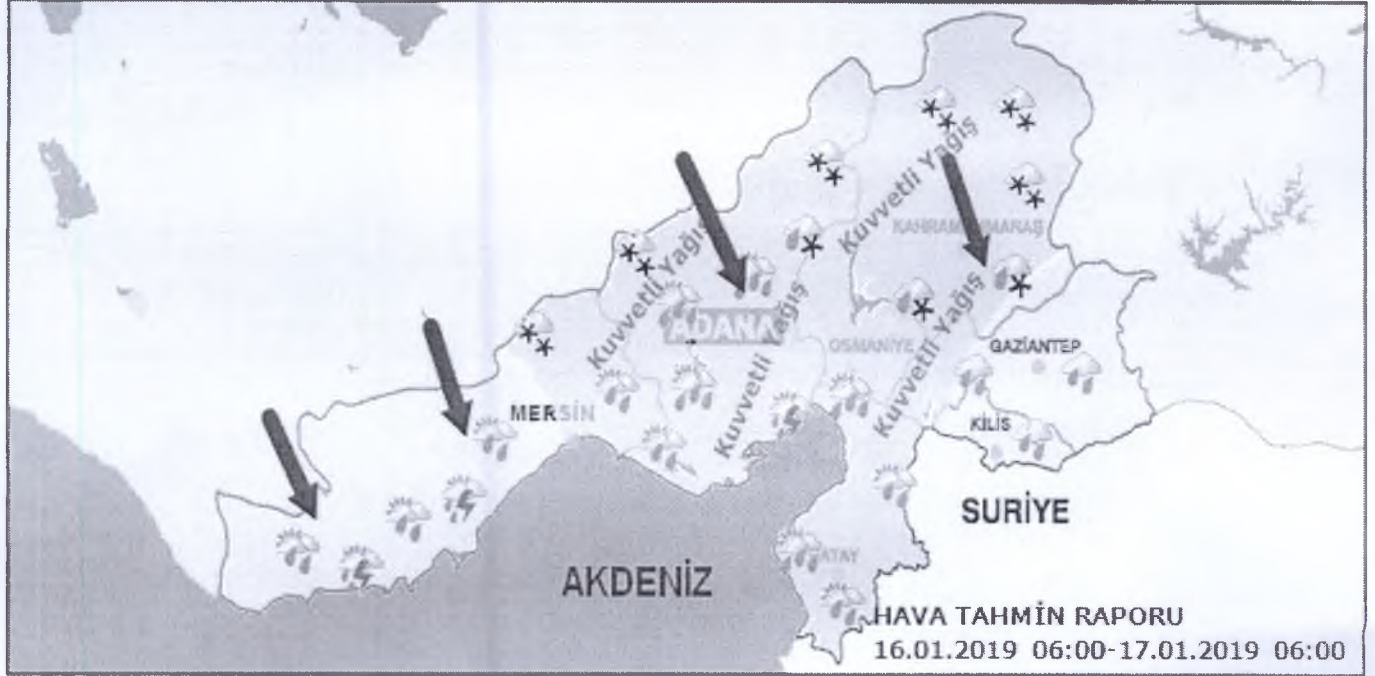 Kuvvetli Yağış
KAHRAMANMARAŞ
Kuvvetli Yağış
ADANA
Kuvvetli Yağış
OSMANİYE
Kuvvetli Yağış
GAZİANTEP
MERSİN
KİLİS
SURİYE
HATAY
AKDENİZ
HAVA TAHMİN RAPORU
16.01.2019 06:00-17.01.2019 06:00